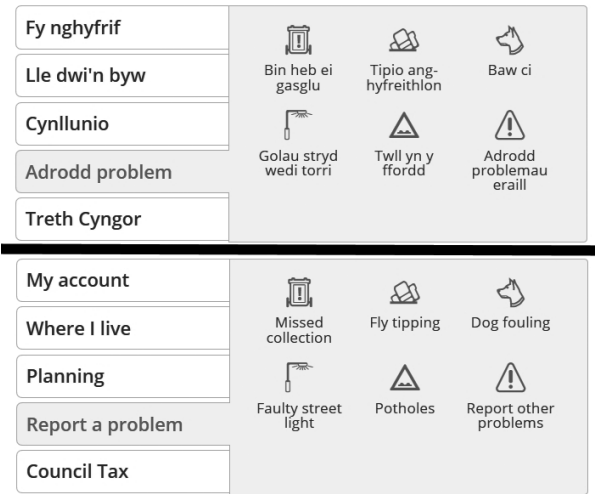 Fy nghyfrif
Lle dwi'n byw
Cynllunio
Adrodd problem
Treth Cyngor
Bin heb ei
gasglu
Tipio ang-
hyfreithlon
Baw ci
Golau stryd
wedi torri
Twll yn y
ffordd
Adrodd
problemau
eraill
My account
Where I live
Planning
Report a problem
Council Tax
Missed
collection
Fly tipping
Dog fouling
Faulty street
light
Potholes
Report other
problems